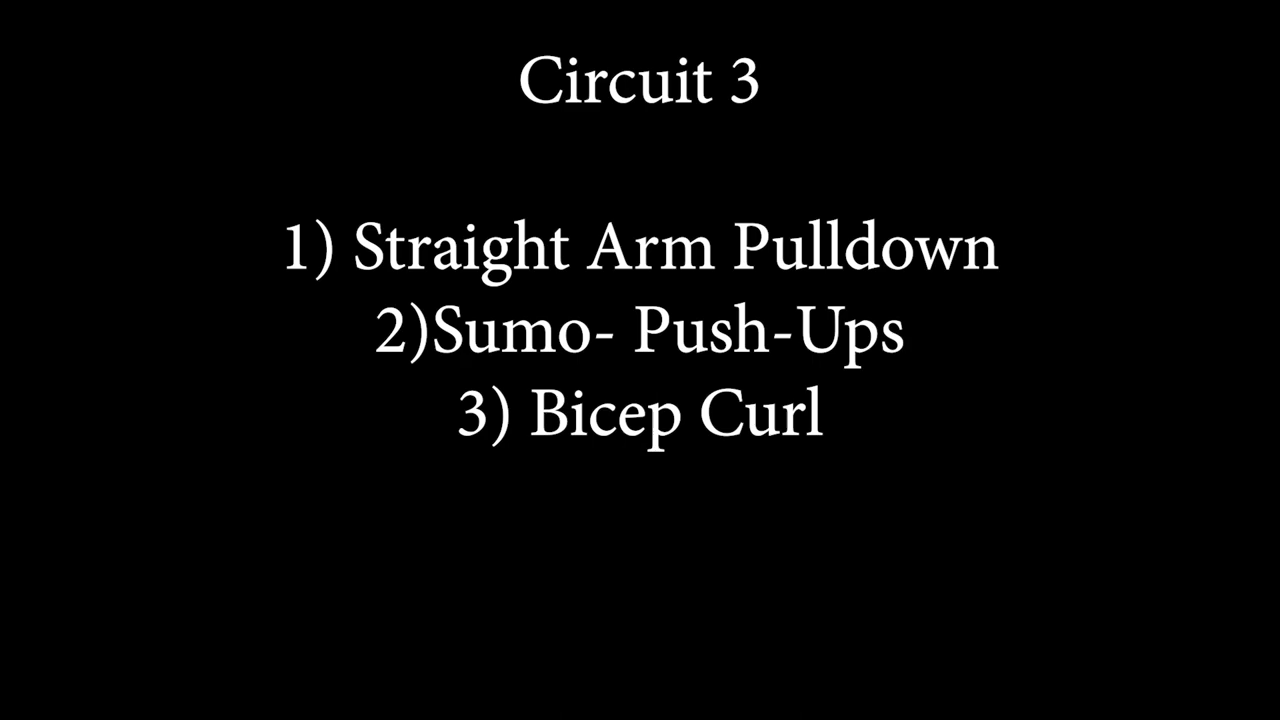 Circuit 3
1) Straight Arm Pulldown
2)Sumo- Push-Ups
3) Bicep Curl